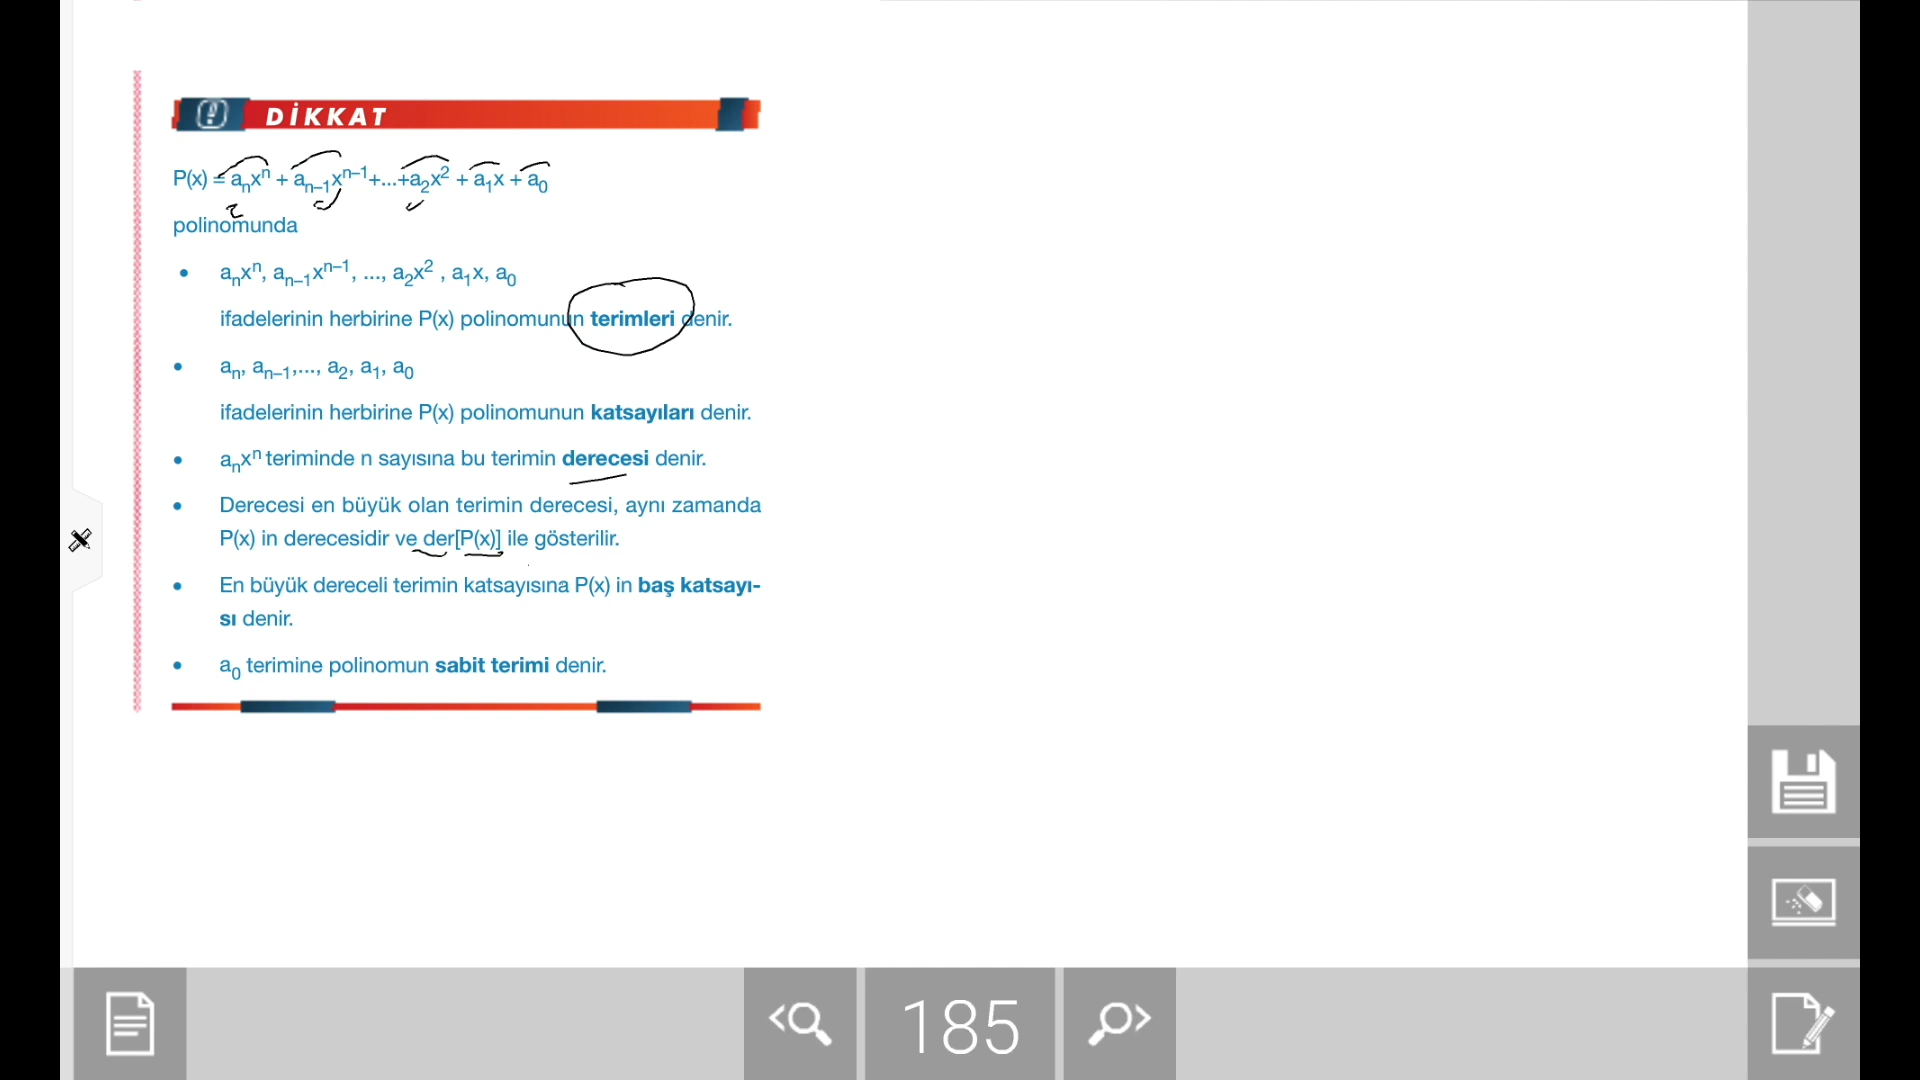 DİKKAT
P(x) = aₙxⁿ + aₙ₋₁xⁿ⁻¹+...+a₂x² + a₁x + a₀
polinomunda
• aₙxⁿ, aₙ₋₁xⁿ⁻¹, ..., a₂x² , a₁x, a₀
ifadelerinin herbirine P(x) polinomunun terimleri denir.
• aₙ, aₙ₋₁,..., a₂, a₁, a₀
ifadelerinin herbirine P(x) polinomunun katsayıları denir.
• aₙxⁿ teriminde n sayısına bu terimin derecesi denir.
• Derecesi en büyük olan terimin derecesi, aynı zamanda
P(x) in derecesidir ve der[P(x)] ile gösterilir.
• En büyük dereceli terimin katsayısına P(x) in baş katsayı-
sı denir.
• a₀ terimine polinomun sabit terimi denir.
185